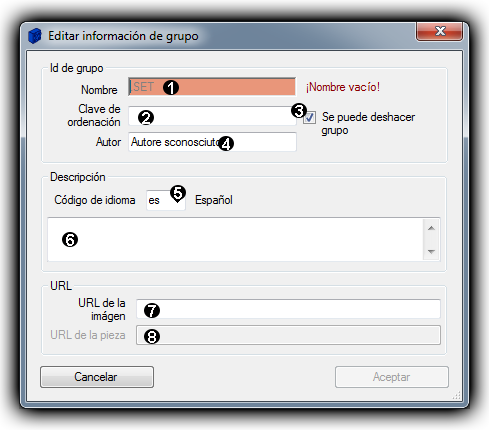 Editar información de grupo
Id de grupo
Nombre SET 1 ¡Nombre vacío!
Clave de
ordenación 2 3 Se puede deshacer
grupo
Autor Autore sconosciuto 4
Descripción
Código de idioma es 5 Español
6
URL
URL de la
imágen 7
URL de la pieza 8
Cancelar Aceptar